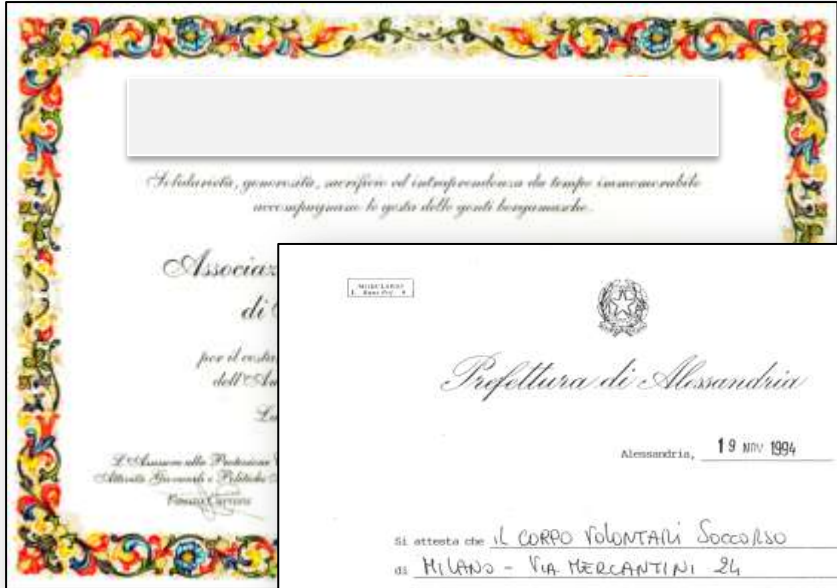 Solidarietà, generosità, sacrificio ed intraprendenza da tempo immemorabile
accompagnano le gesta delle genti bergamasche.
Associaz
di
per il costa
dell'Au
L'Assessore alla Protezione
Attività Giovanili e Politiche
MODULARIO
Prefettura di Alessandria
Alessandria, 19 NOV 1994
Si attesta che IL CORPO VOLONTARI SOCCORSO
di MILANO - VIA MERCANTINI 24